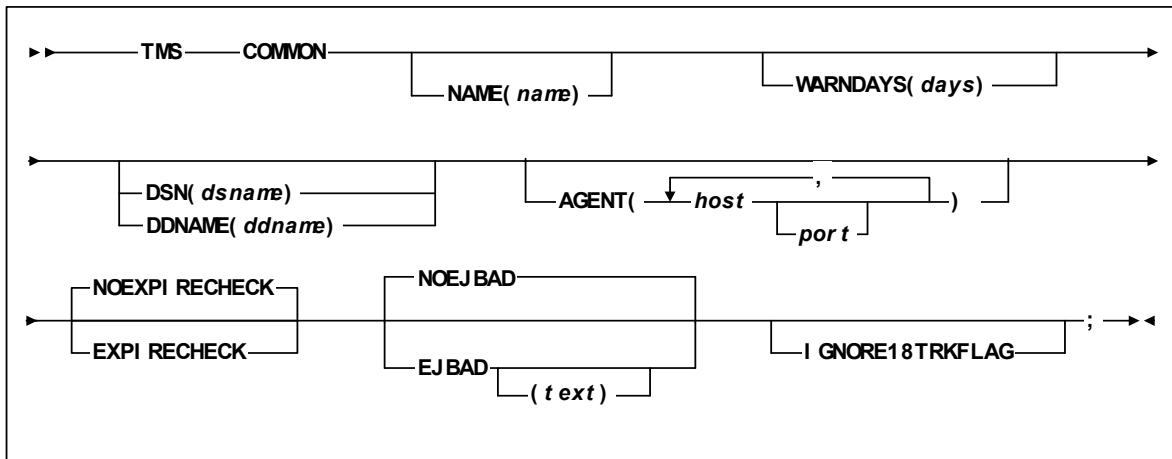 TMS COMMON
NAME( name)
WARNDAYS( days)
DSN( dsname)
DDNAME( ddname)
,
AGENT( host )
port
NOEXPIRECHECK
EXPIRECHECK
NOEJBAD
EJBAD
( text)
IGNORE18TRKFLAG
;